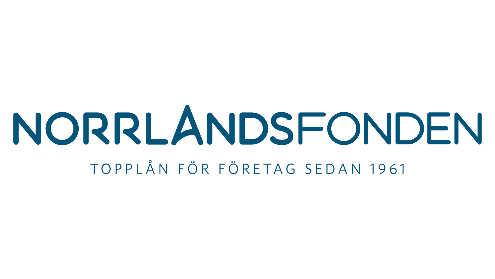 NORRLANDSFONDEN
TOPPLÅN FÖR FÖRETAG SEDAN 1961